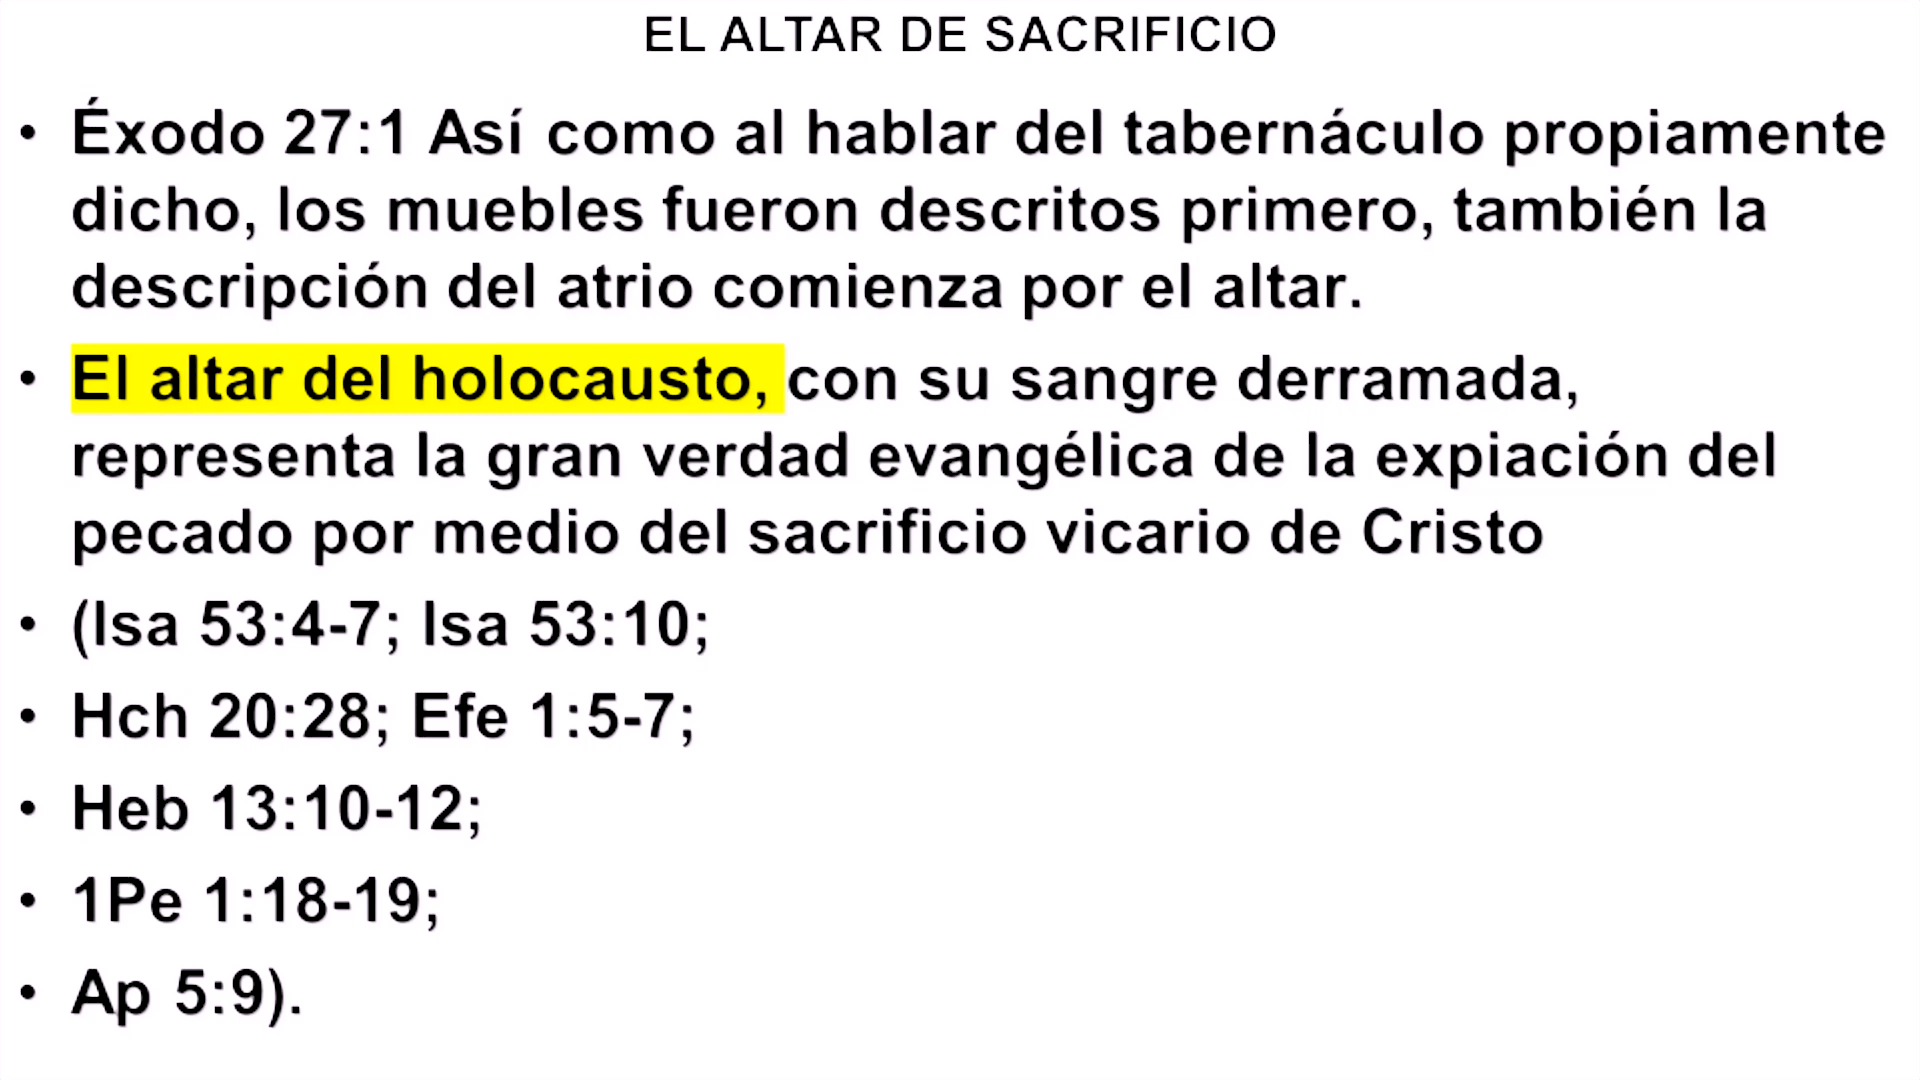 EL ALTAR DE SACRIFICIO
• Éxodo 27:1 Así como al hablar del tabernáculo propiamente
dicho, los muebles fueron descritos primero, también la
descripción del atrio comienza por el altar.
• El altar del holocausto, con su sangre derramada,
representa la gran verdad evangélica de la expiación del
pecado por medio del sacrificio vicario de Cristo
• (Isa 53:4-7; Isa 53:10;
• Hch 20:28; Efe 1:5-7;
• Heb 13:10-12;
• 1Pe 1:18-19;
• Ap 5:9).